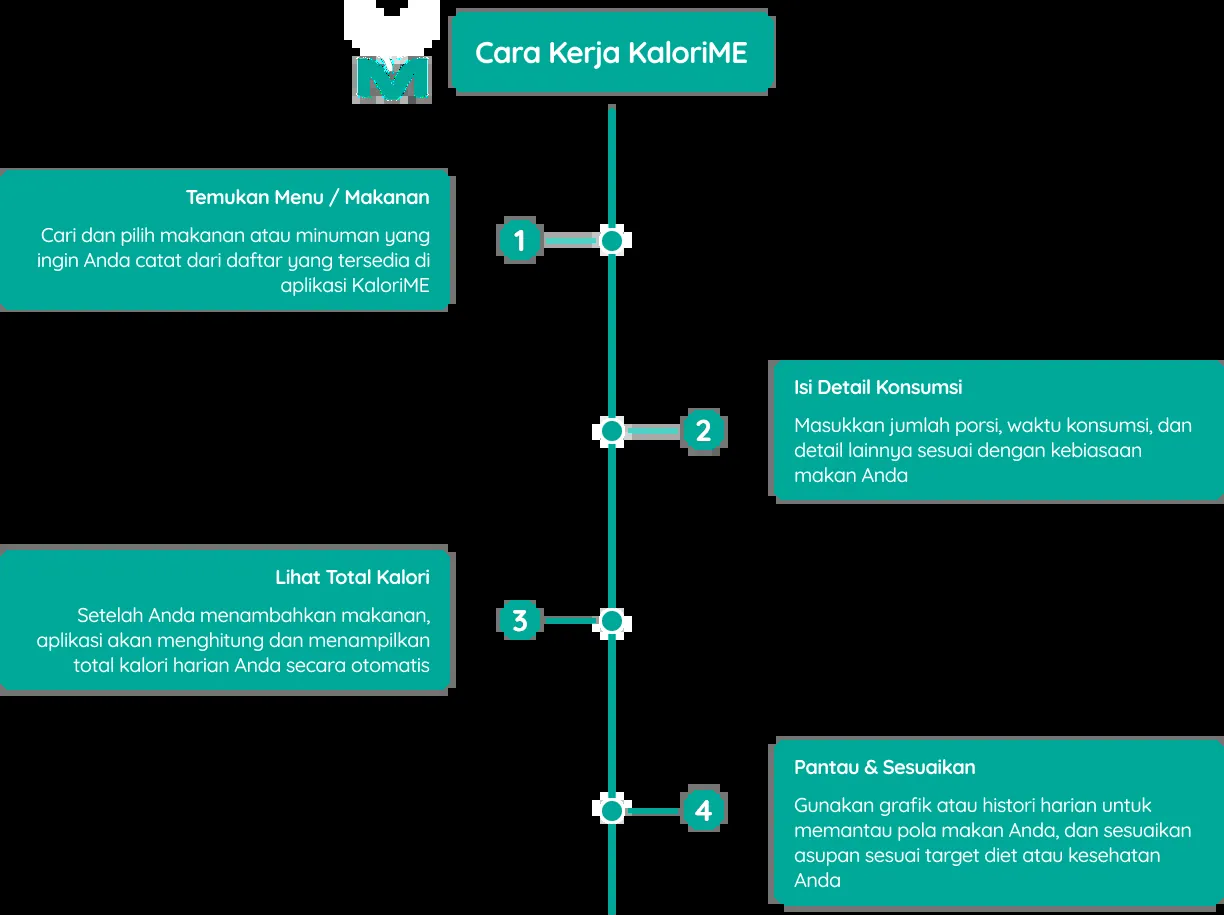 M
Cara Kerja KaloriME
Temukan Menu / Makanan
Cari dan pilih makanan atau minuman yang
ingin Anda catat dari daftar yang tersedia di
aplikasi KaloriME
1
2
Isi Detail Konsumsi
Masukkan jumlah porsi, waktu konsumsi, dan
detail lainnya sesuai dengan kebiasaan
makan Anda
Lihat Total Kalori
Setelah Anda menambahkan makanan,
aplikasi akan menghitung dan menampilkan
total kalori harian Anda secara otomatis
3
4
Pantau & Sesuaikan
Gunakan grafik atau histori harian untuk
memantau pola makan Anda, dan sesuaikan
asupan sesuai target diet atau kesehatan
Anda